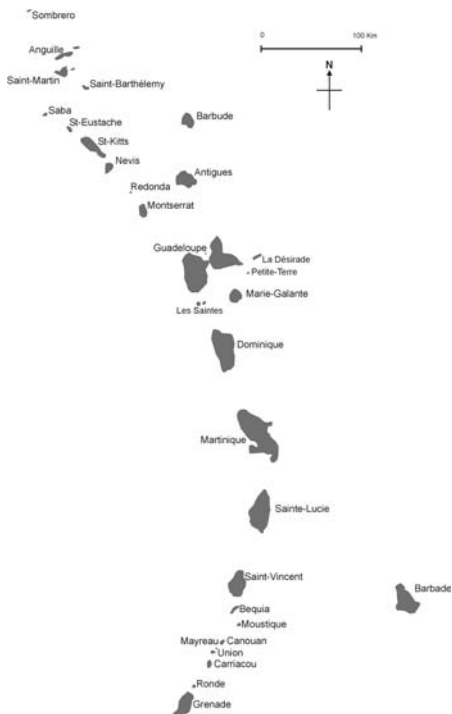 Sombrero
0
100 Km
Anguille
N
Saint-Martin
Saint-Barthélemy
Saba
St-Eustache
Barbude
St-Kitts
Nevis
Antigues
Redonda
Montserrat
Guadeloupe
La Désirade
Petite-Terre
Marie-Galante
Les Saintes
Dominique
Martinique
Sainte-Lucie
Saint-Vincent
Barbade
Bequia
Moustique
Mayreau
Canouan
Union
Carriacou
Ronde
Grenade